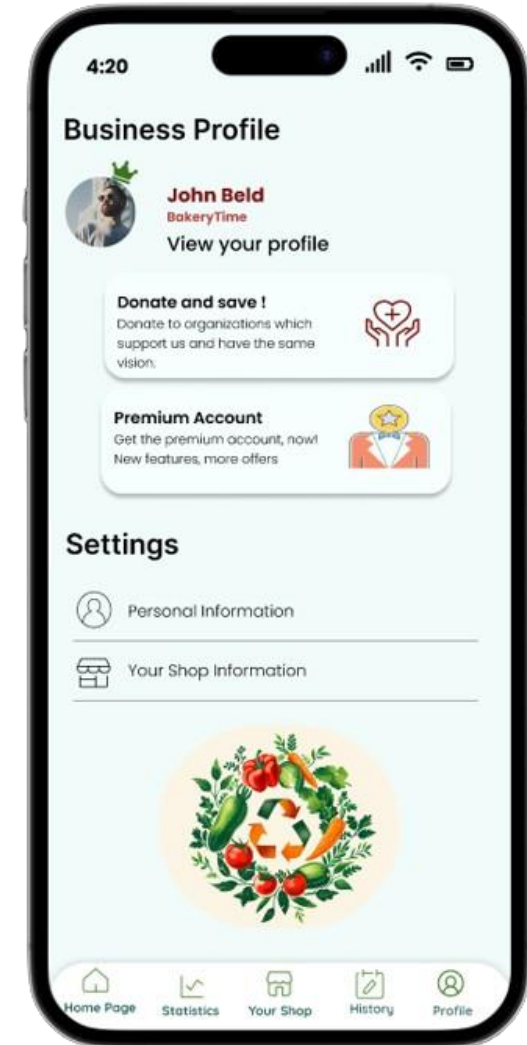 4:20
Business Profile
John Beld
BakeryTime
View your profile
Donate and save !
Donate to organizations which
support us and have the same
vision.
Premium Account
Get the premium account, now!
New features, more offers
Settings
Personal Information
Your Shop Information
Home Page
Statistics
Your Shop
History
Profile